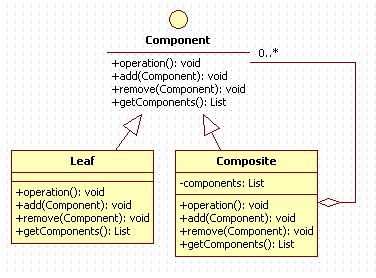 Component
0..*
+operation(): void
+add(Component): void
+remove(Component): void
+getComponents(): List
Leaf
+operation(): void
+add(Component): void
+remove(Component): void
+getComponents(): List
Composite
-components: List
+operation(): void
+add(Component): void
+remove(Component): void
+getComponents(): List